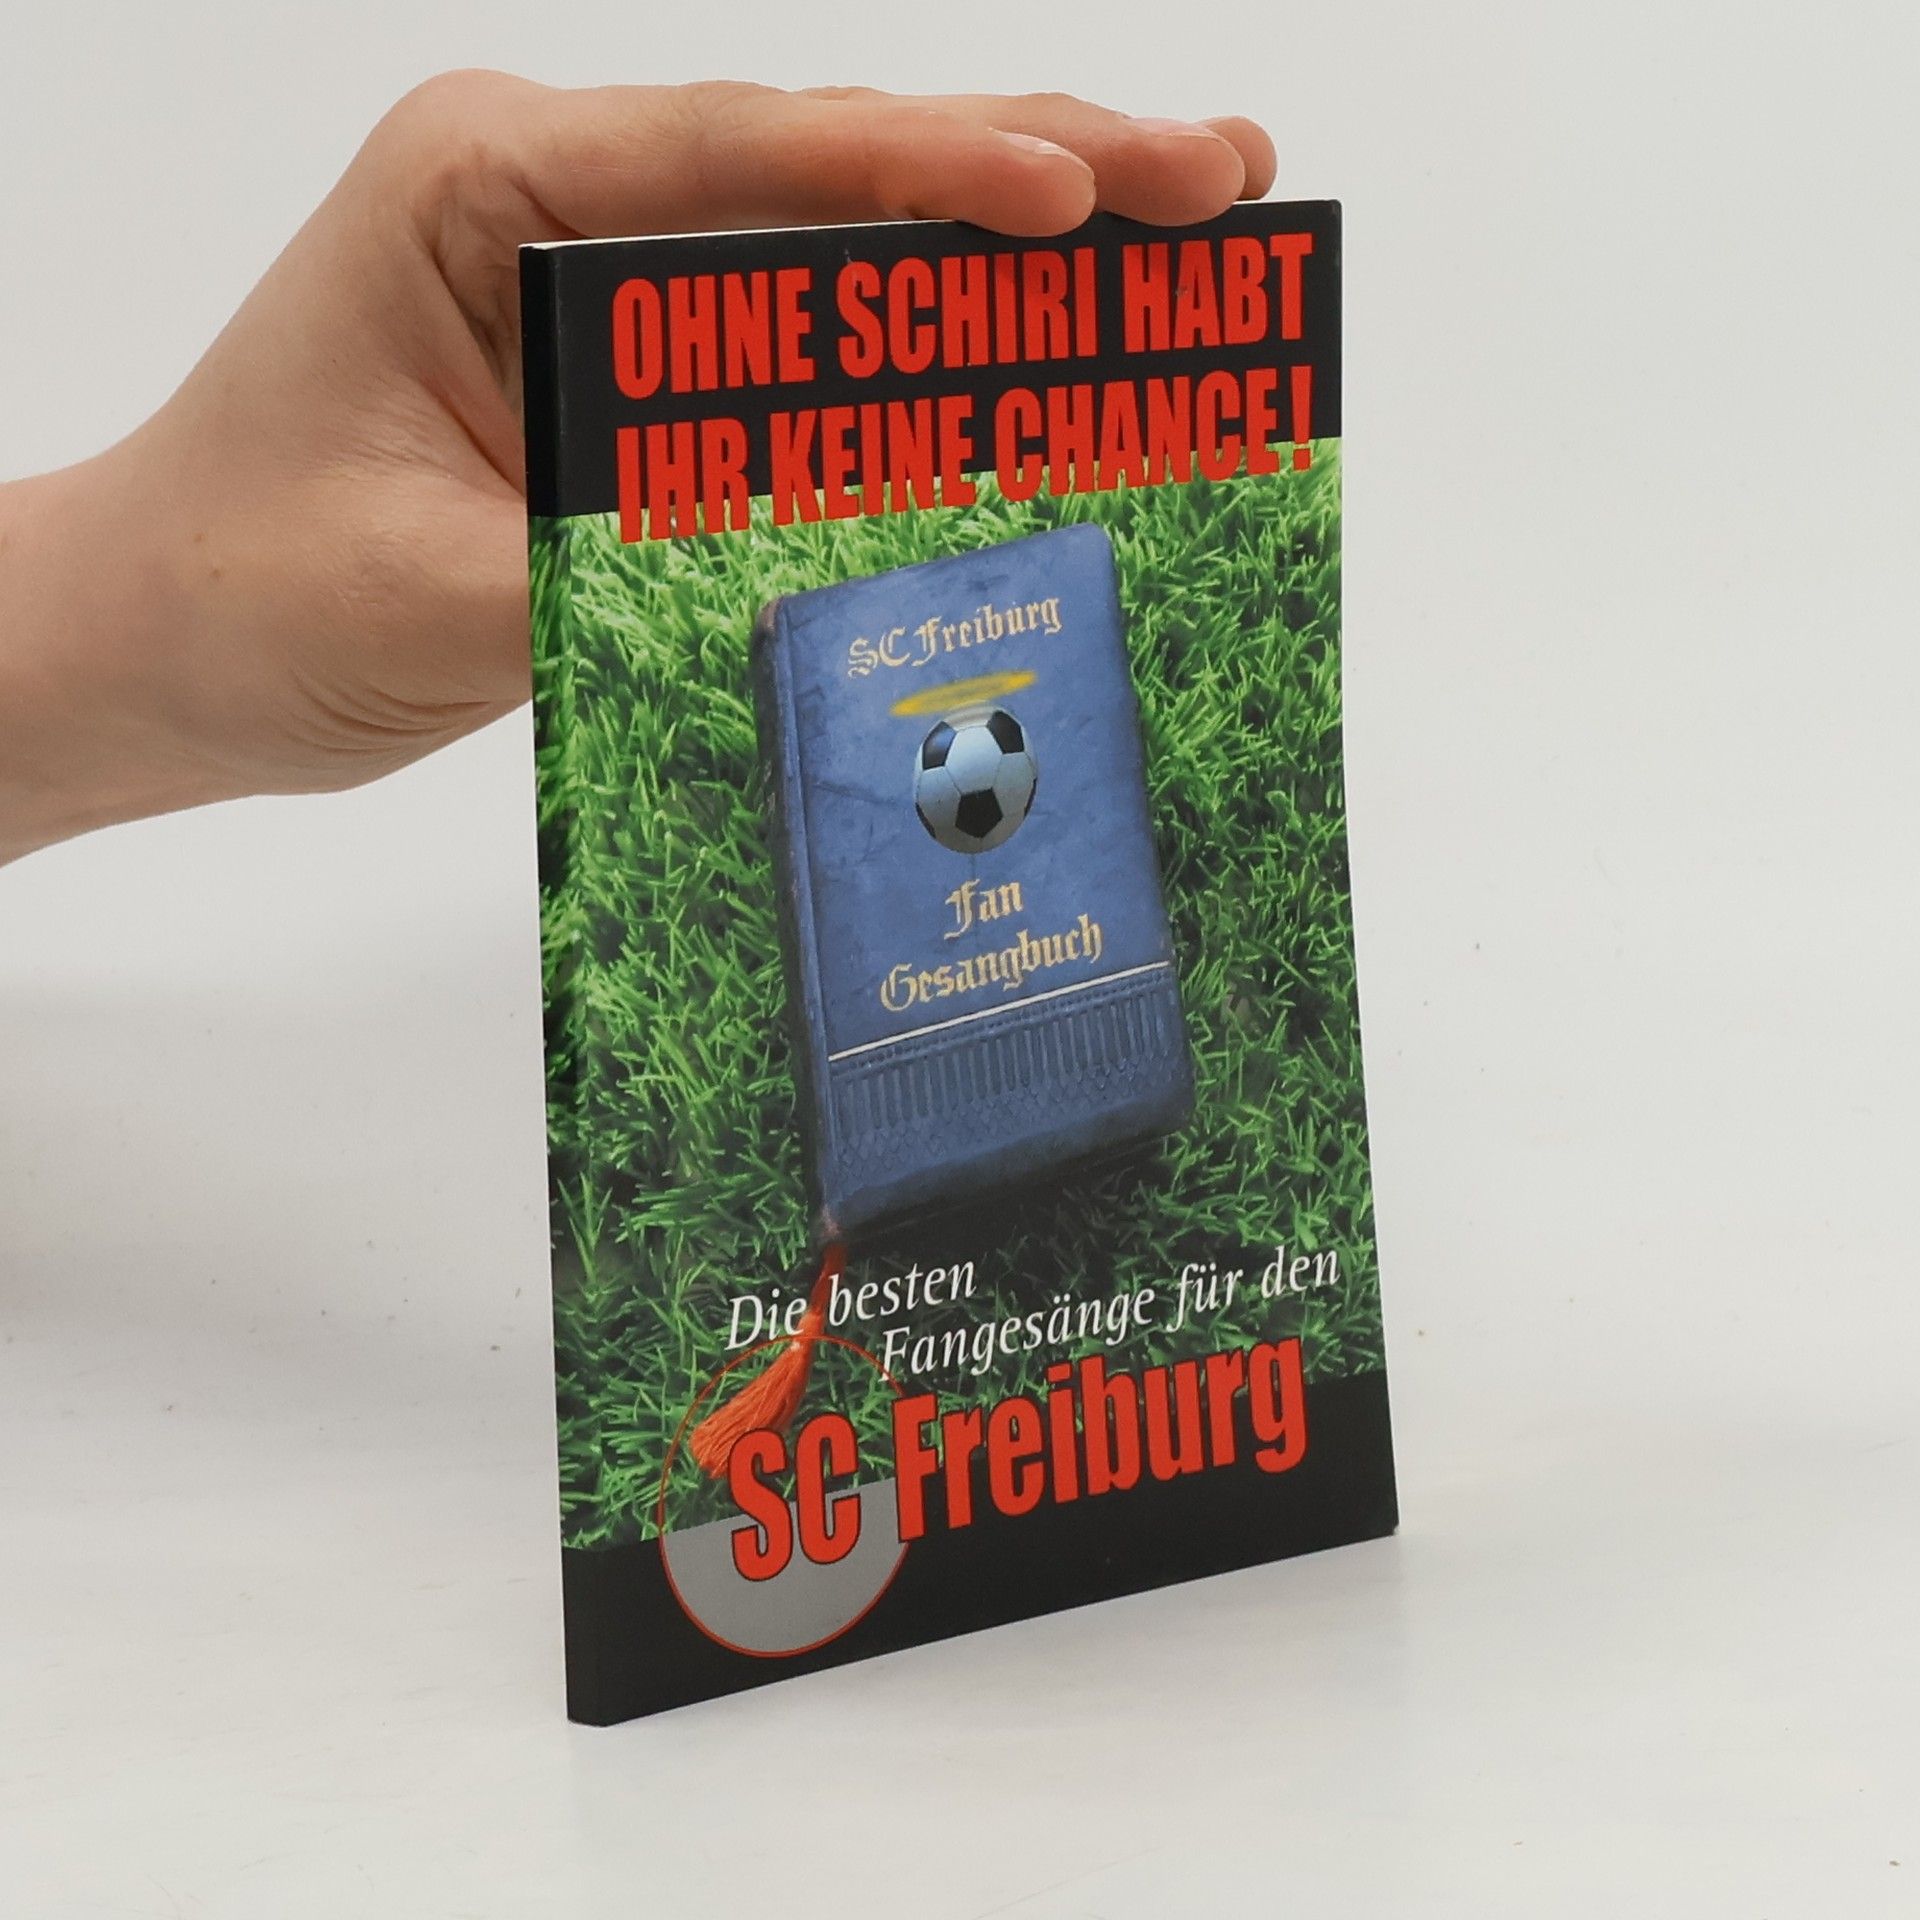 OHNE SCHIRI HABT
IHR KEINE CHANCE!
SC Freiburg
Fan
Gesangbuch
Die besten
Fangesänge für den
SC Freiburg